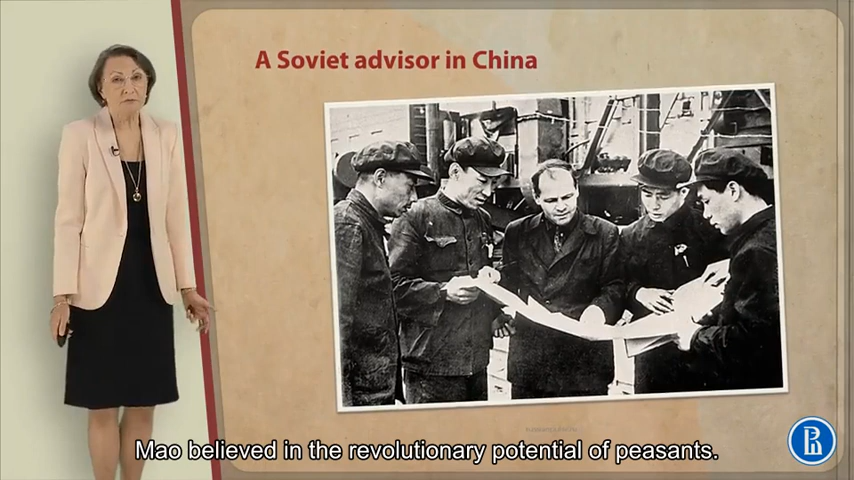 A Soviet advisor in China
Mao believed in the revolutionary potential of peasants.